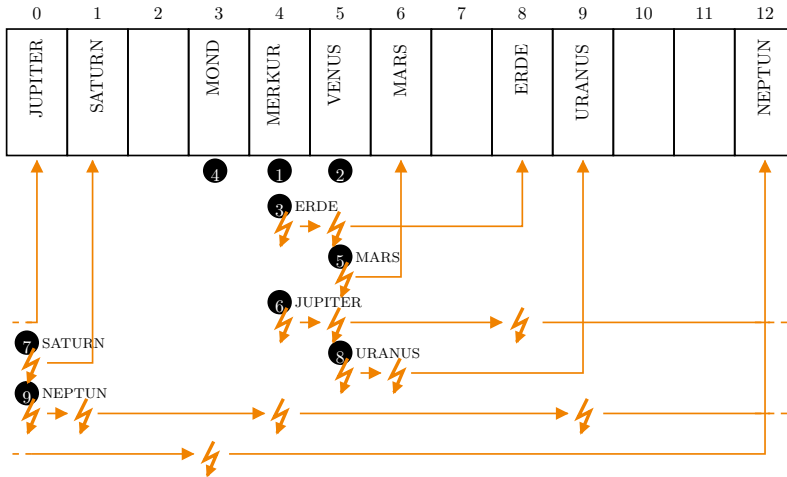 0 1 2 3 4 5 6 7 8 9 10 11 12
JUPITER SATURN MOND MERKUR VENUS MARS ERDE URANUS NEPTUN
4 1 2
3 ERDE
5 MARS
6 JUPITER
7 SATURN
8 URANUS
9 NEPTUN